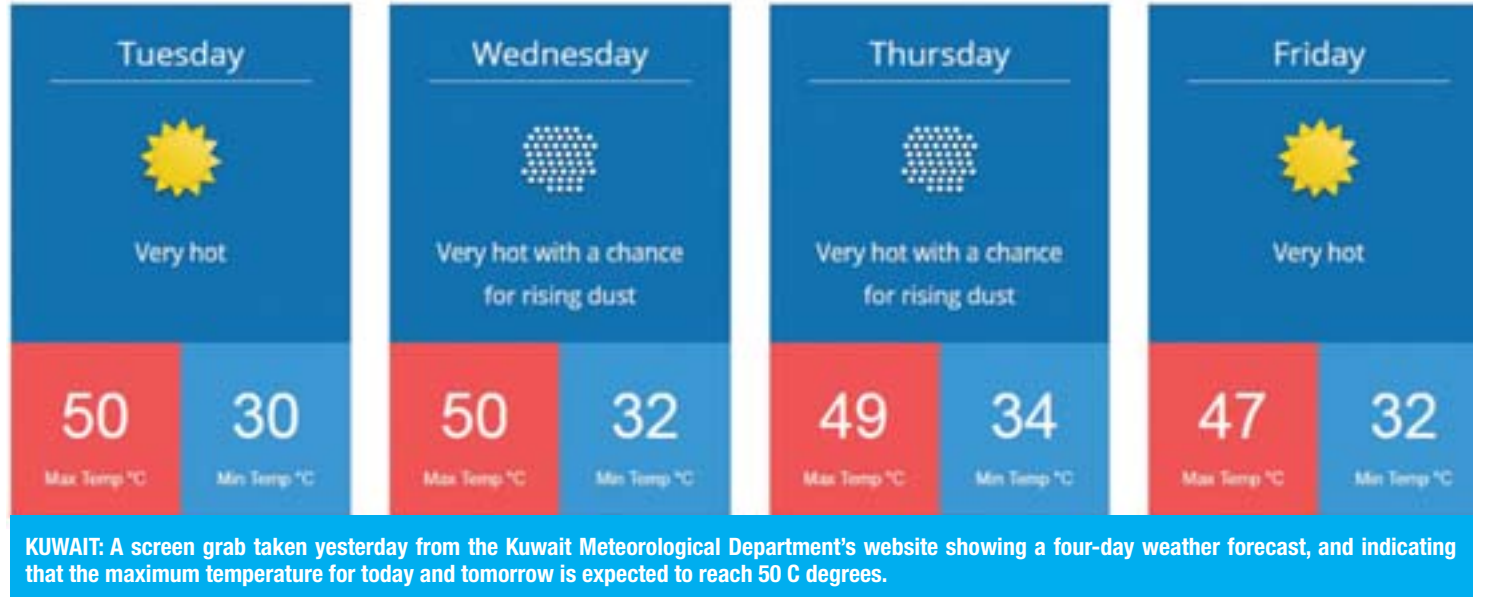 Tuesday
Very hot
50
Max Temp °C
30
Min Temp °C
Wednesday
Very hot with a chance
for rising dust
50
Max Temp °C
32
Min Temp °C
Thursday
Very hot with a chance
for rising dust
49
Max Temp °C
34
Min Temp °C
Friday
Very hot
47
Max Temp °C
32
Min Temp °C
KUWAIT: A screen grab taken yesterday from the Kuwait Meteorological Department’s website showing a four-day weather forecast, and indicating
that the maximum temperature for today and tomorrow is expected to reach 50 C degrees.